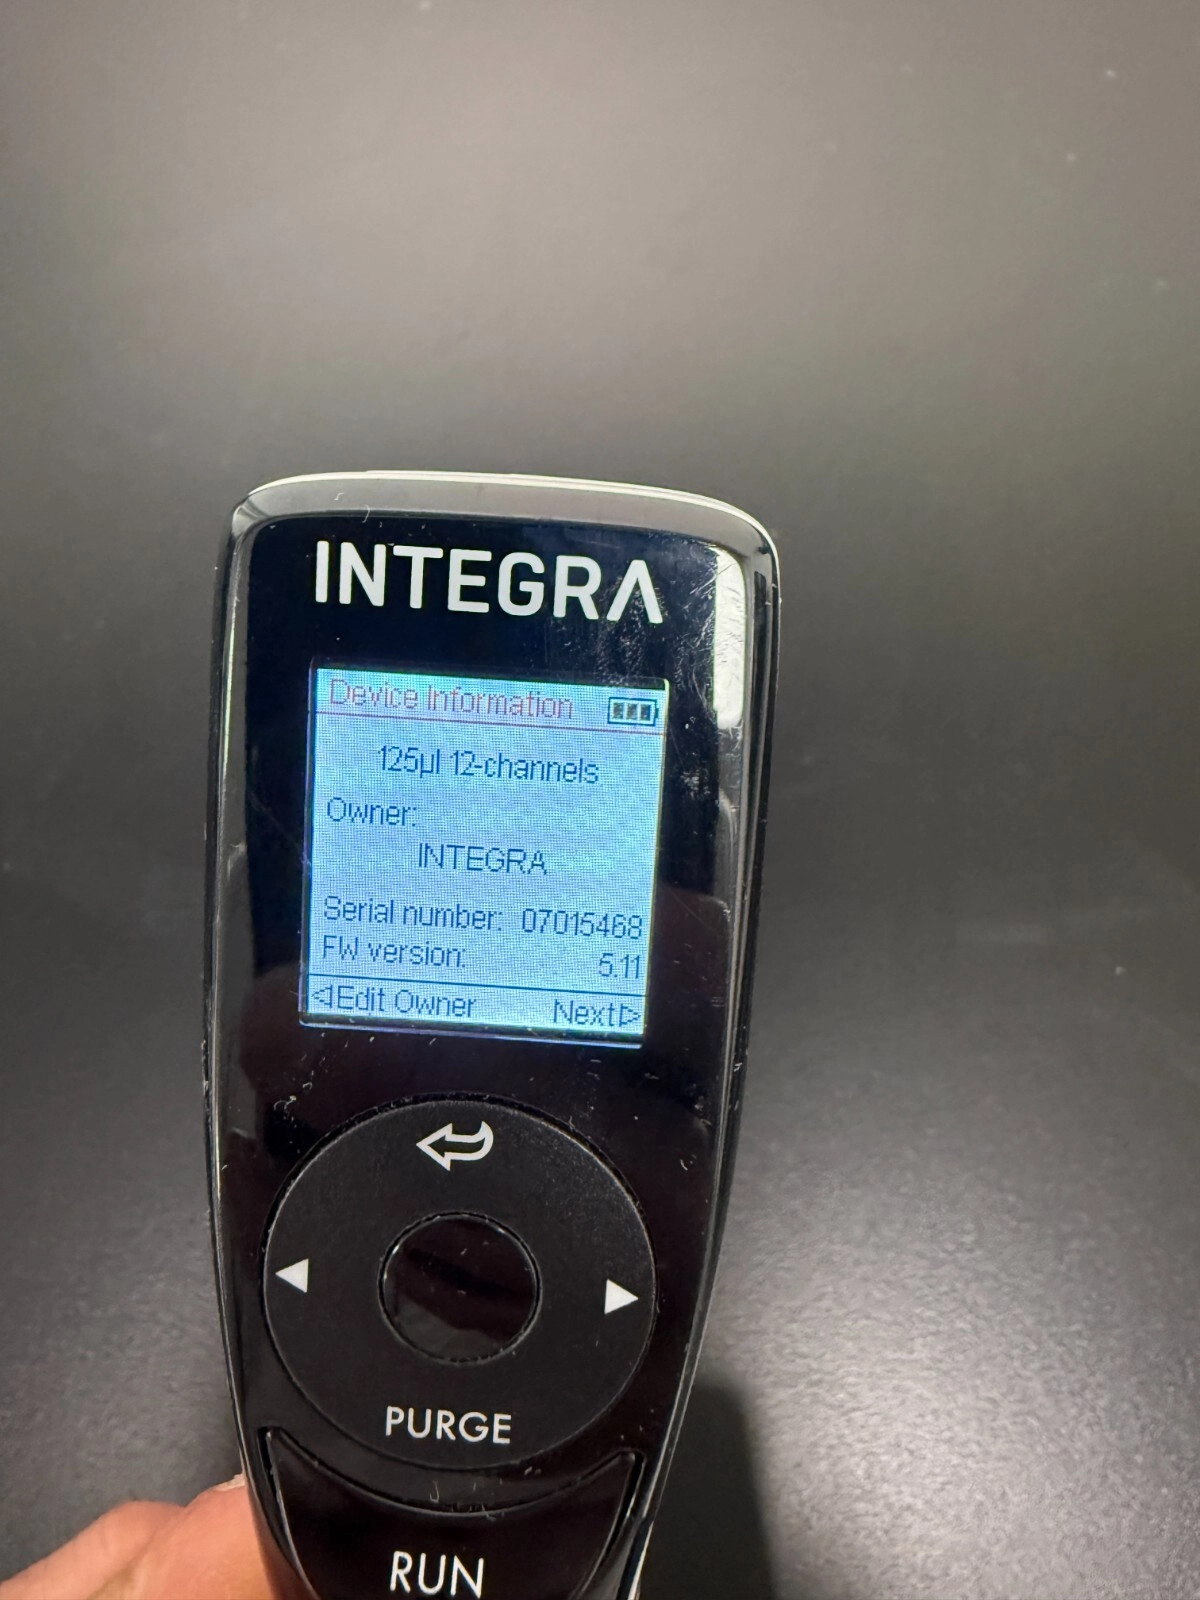 INTEGRA
Device Information
125µl 12-channels
Owner:
INTEGRA
Serial number: 07015468
FW version: 5.11
Edit Owner Next
PURGE
RUN